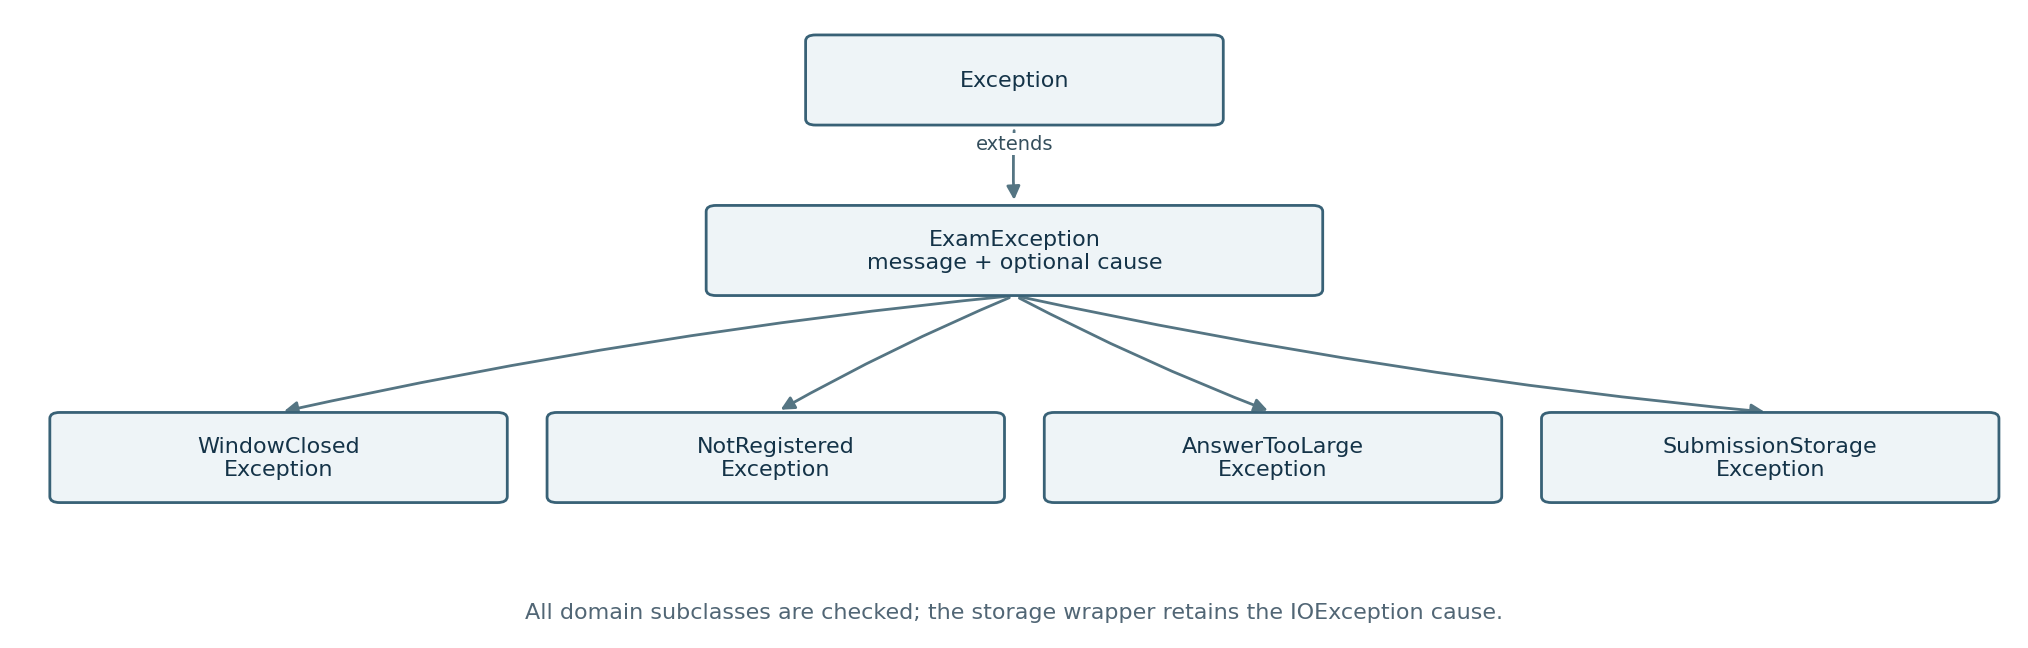 Exception
extends
ExamException
message + optional cause
WindowClosed
Exception
NotRegistered
Exception
AnswerTooLarge
Exception
SubmissionStorage
Exception
All domain subclasses are checked; the storage wrapper retains the IOException cause.